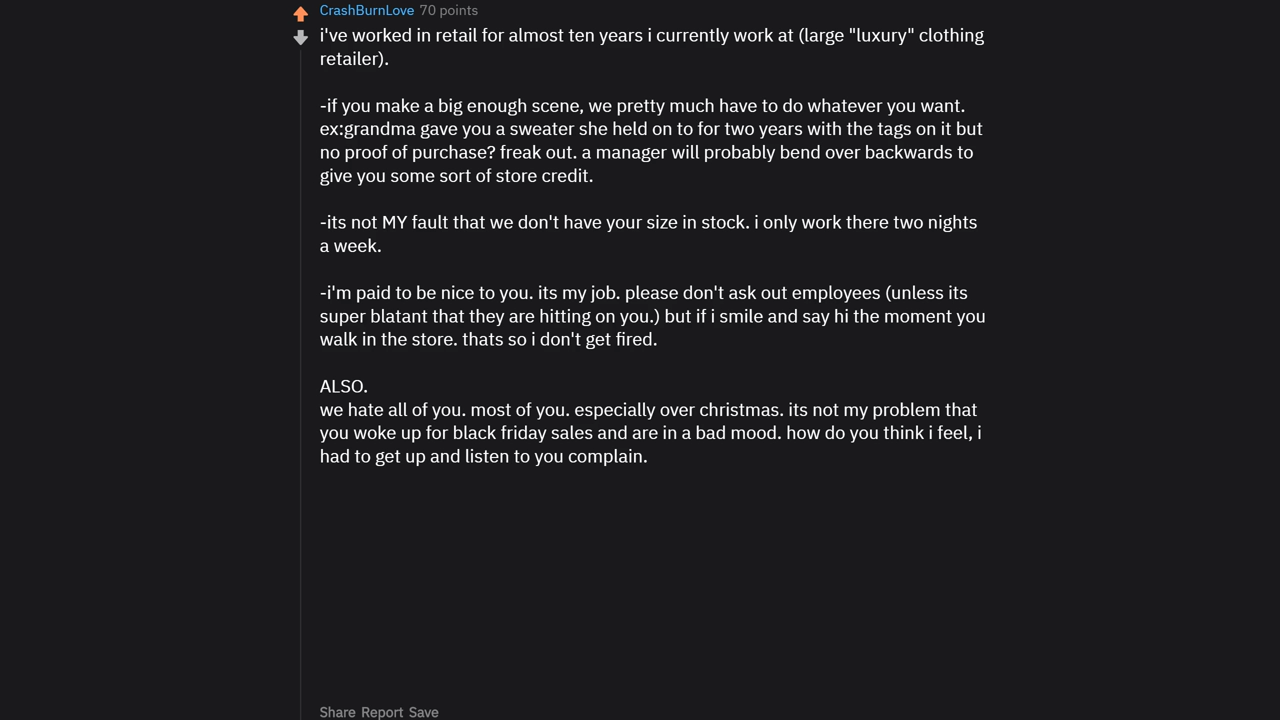 CrashBurnLove 70 points
i've worked in retail for almost ten years i currently work at (large "luxury" clothing
retailer).
-if you make a big enough scene, we pretty much have to do whatever you want.
ex:grandma gave you a sweater she held on to for two years with the tags on it but
no proof of purchase? freak out. a manager will probably bend over backwards to
give you some sort of store credit.
-its not MY fault that we don't have your size in stock. i only work there two nights
a week.
-i'm paid to be nice to you. its my job. please don't ask out employees (unless its
super blatant that they are hitting on you.) but if i smile and say hi the moment you
walk in the store. thats so i don't get fired.
ALSO.
we hate all of you. most of you. especially over christmas. its not my problem that
you woke up for black friday sales and are in a bad mood. how do you think i feel, i
had to get up and listen to you complain.
Share Report Save